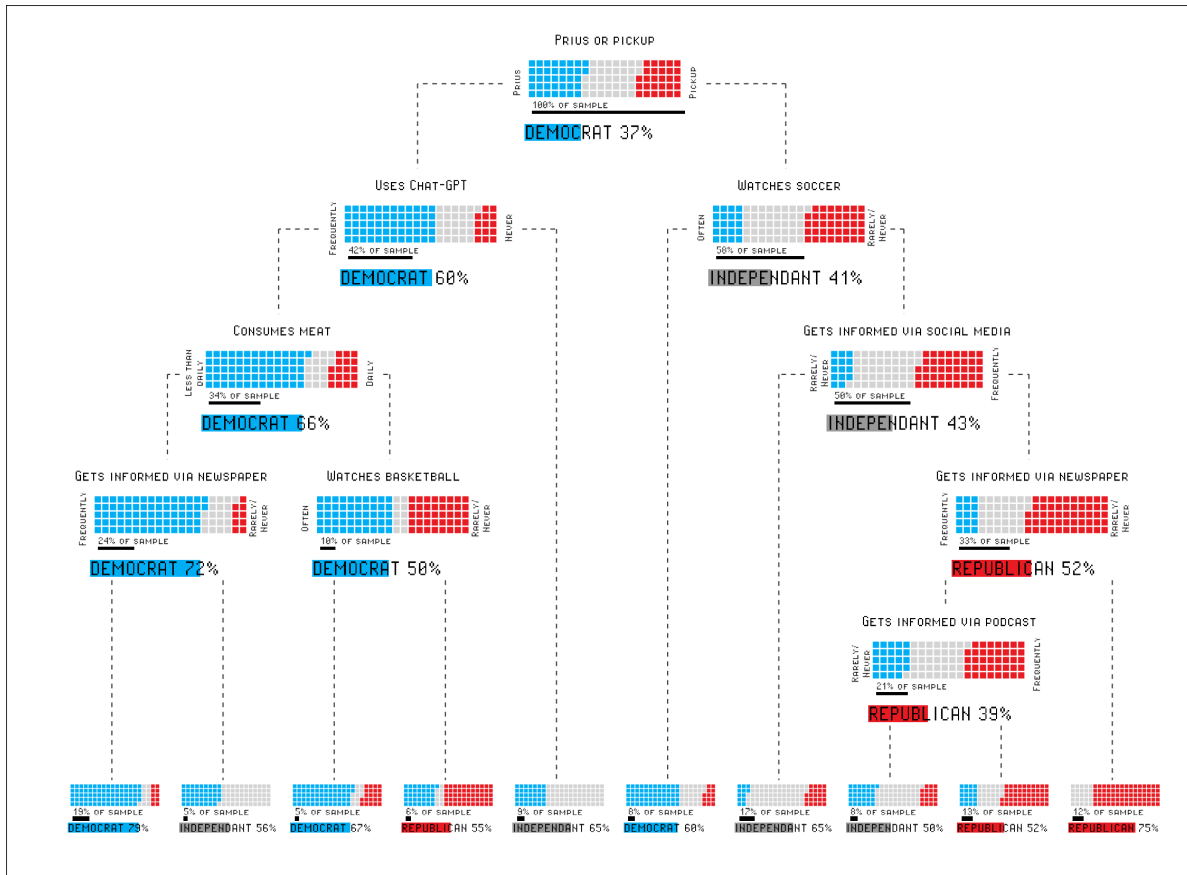 Prius or pickup
Prius
Pickup
100% of sample
DEMOCRAT 37%
Uses Chat-GPT
Frequently
Never
42% of sample
DEMOCRAT 60%
Watches soccer
Often
Rarely/
Never
58% of sample
INDEPENDANT 41%
Consumes meat
Less than
daily
Daily
34% of sample
DEMOCRAT 66%
Gets informed via social media
Rarely/
Never
Frequently
50% of sample
INDEPENDANT 43%
Gets informed via newspaper
Frequently
Rarely/
Never
24% of sample
DEMOCRAT 72%
Watches basketball
Often
Rarely/
Never
10% of sample
DEMOCRAT 50%
Gets informed via newspaper
Frequently
Rarely/
Never
33% of sample
REPUBLICAN 52%
Gets informed via podcast
Rarely/
Never
Frequently
21% of sample
REPUBLICAN 39%
19% of sample
DEMOCRAT 79%
5% of sample
INDEPENDANT 56%
5% of sample
DEMOCRAT 67%
6% of sample
REPUBLICAN 55%
9% of sample
INDEPENDANT 65%
8% of sample
DEMOCRAT 60%
17% of sample
INDEPENDANT 65%
8% of sample
INDEPENDANT 50%
13% of sample
REPUBLICAN 52%
12% of sample
REPUBLICAN 75%